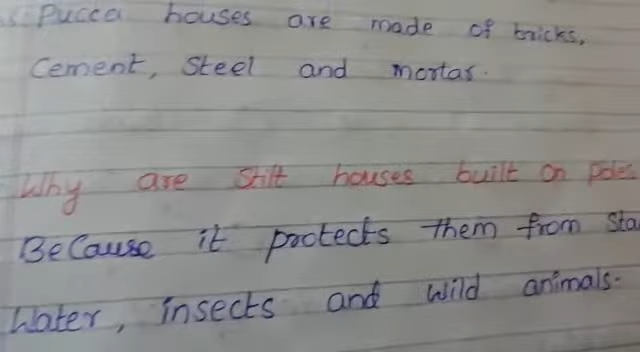 Pucca houses are made of bricks,
Cement, Steel and mortar.
Why are Stilt houses built on
Because it protects them from
Water, insects and wild animals.